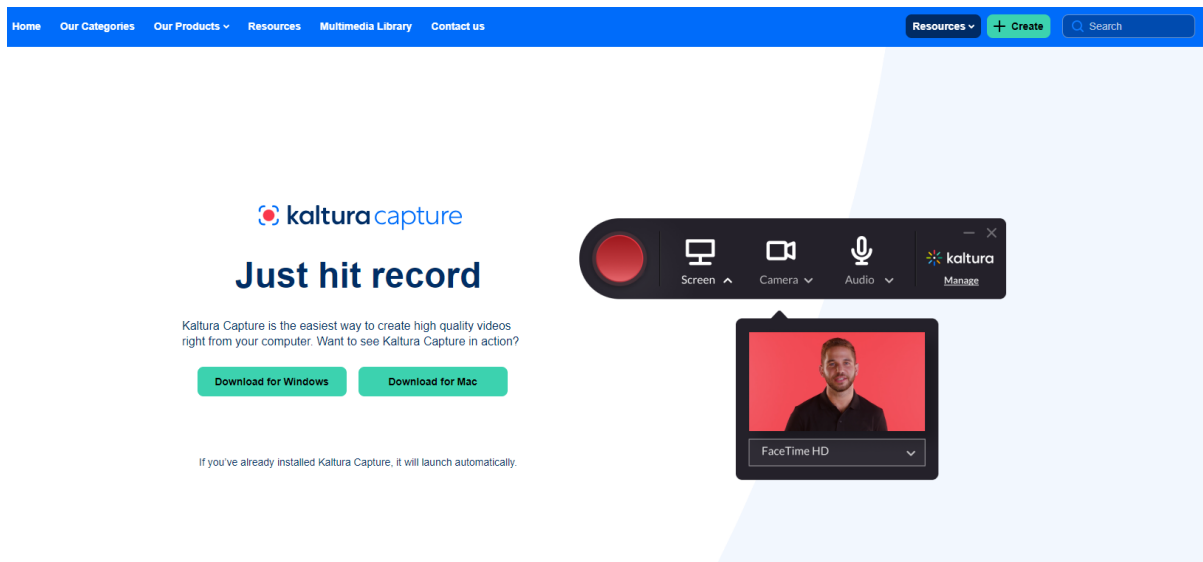 Home Our Categories Our Products Resources Multimedia Library Contact us Resources + Create Search
kaltura capture
Just hit record
Kaltura Capture is the easiest way to create high quality videos
right from your computer. Want to see Kaltura Capture in action?
Download for Windows Download for Mac
If you've already installed Kaltura Capture, it will launch automatically.
Screen Camera Audio kaltura
Manage
FaceTime HD